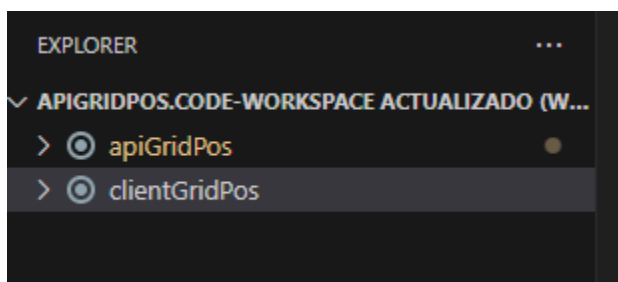 EXPLORER
APIGRIDPOS.CODE-WORKSPACE ACTUALIZADO (W...
apiGridPos
clientGridPos